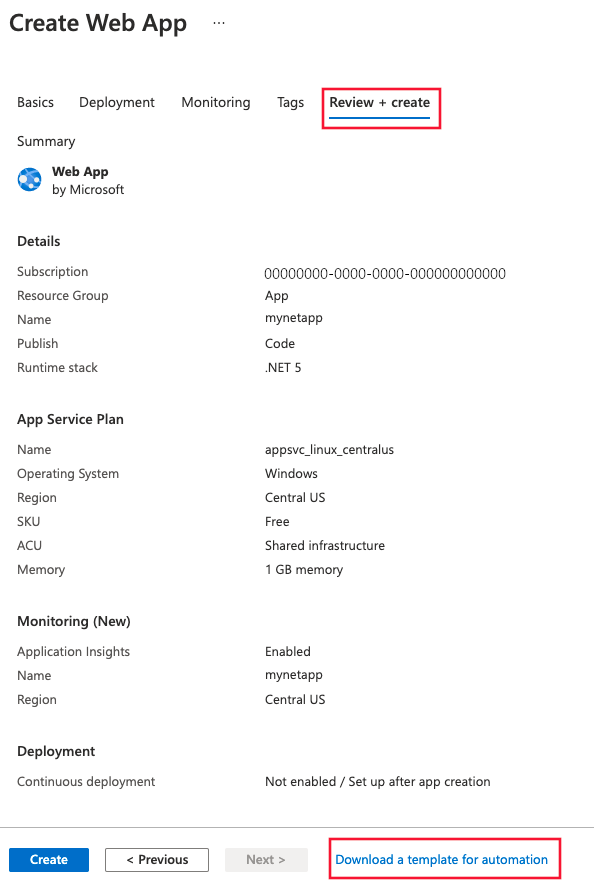 Create Web App ...
Basics Deployment Monitoring Tags Review + create
Summary
Web App
by Microsoft
Details
Subscription 00000000-0000-0000-000000000000
Resource Group App
Name mynetapp
Publish Code
Runtime stack .NET 5
App Service Plan
Name appsvc_linux_centralus
Operating System Windows
Region Central US
SKU Free
ACU Shared infrastructure
Memory 1 GB memory
Monitoring (New)
Application Insights Enabled
Name mynetapp
Region Central US
Deployment
Continuous deployment Not enabled / Set up after app creation
Create < Previous Next > Download a template for automation